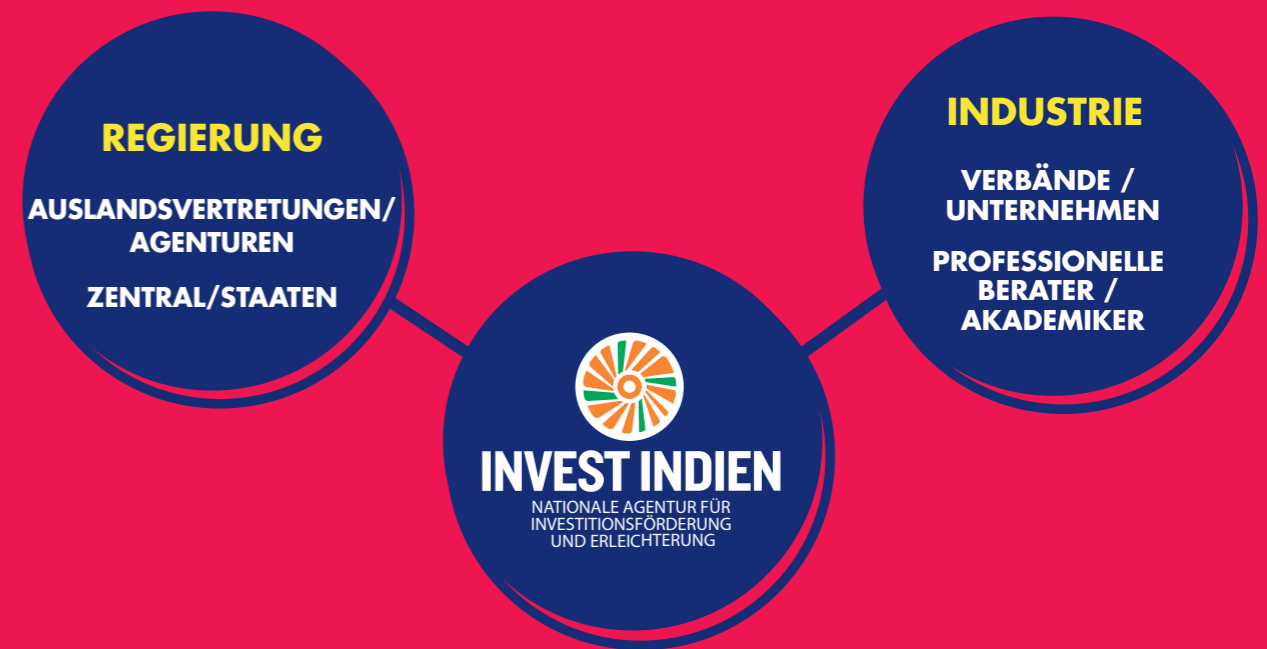 REGIERUNG
AUSLANDSVERTRETUNGEN/
AGENTUREN
ZENTRAL/STAATEN
INDUSTRIE
VERBÄNDE /
UNTERNEHMEN
PROFESSIONELLE
BERATER /
AKADEMIKER
INVEST INDIEN
NATIONALE AGENTUR FÜR
INVESTITIONSFÖRDERUNG
UND ERLEICHTERUNG